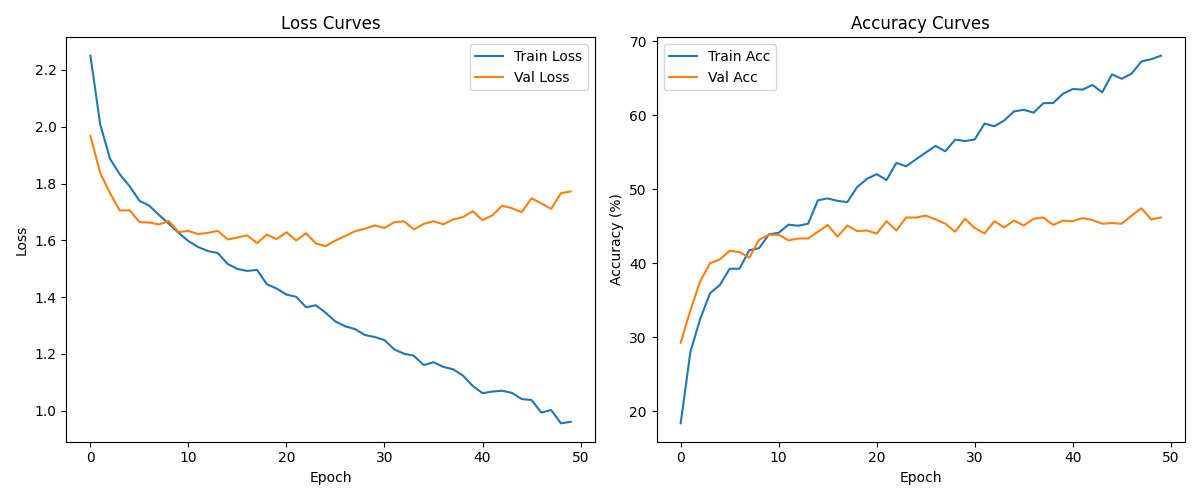 Loss Curves
Train Loss
Val Loss
2.2
2.0
1.8
1.6
1.4
1.2
1.0
Loss
0
10
20
30
40
50
Epoch
Accuracy Curves
Train Acc
Val Acc
70
60
50
40
30
20
Accuracy (%)
0
10
20
30
40
50
Epoch